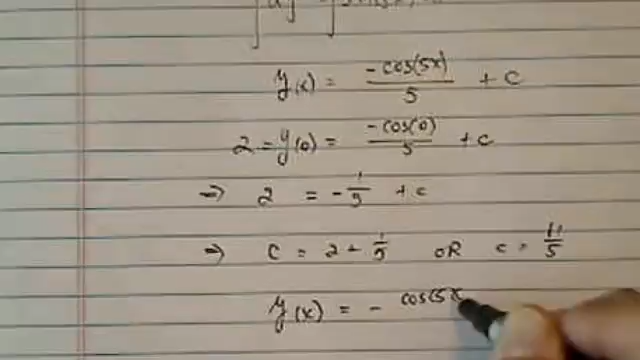 y(x) = -cos(5x)/5 + c
2 = y(0) = -cos(0)/5 + c
⇒ 2 = -1/5 + c
⇒ c = 2 + 1/5 OR c = 11/5
y(x) = - cos(5x